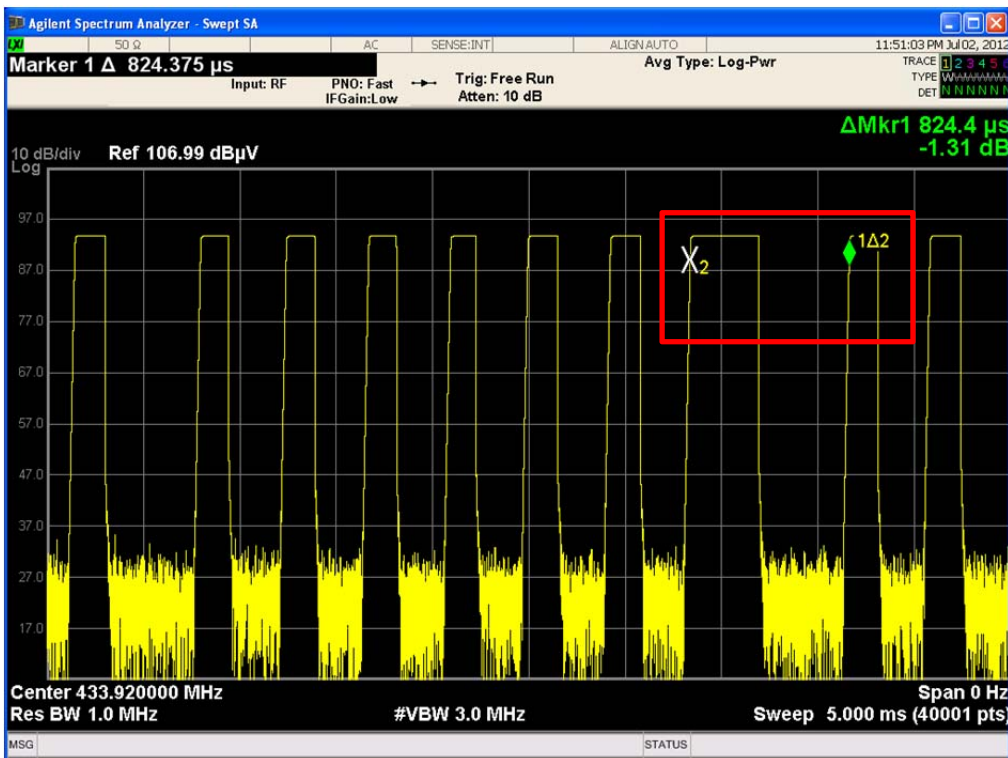 Agilent Spectrum Analyzer - Swept SA
LXI 50 Ω AC SENSE:INT ALIGN AUTO 11:51:03 PM Jul 02, 2012
Marker 1 Δ 824.375 µs
Input: RF
PNO: Fast
IFGain:Low
Trig: Free Run
Atten: 10 dB
Avg Type: Log-Pwr
TRACE 1 2 3 4 5 6
TYPE
DET N N N N N N
ΔMkr1 824.4 µs
-1.31 dB
10 dB/div Ref 106.99 dBµV
Log
97.0
87.0
77.0
67.0
57.0
47.0
37.0
27.0
17.0
X2
1Δ2
Center 433.920000 MHz
Span 0 Hz
Res BW 1.0 MHz
#VBW 3.0 MHz
Sweep 5.000 ms (40001 pts)
MSG
STATUS